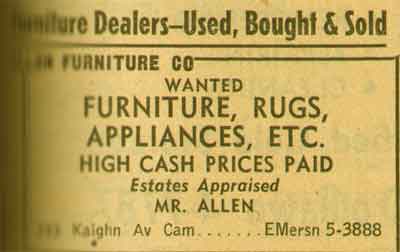 Furniture Dealers—Used, Bought & Sold
FURNITURE CO
WANTED
FURNITURE, RUGS,
APPLIANCES, ETC.
HIGH CASH PRICES PAID
Estates Appraised
MR. ALLEN
Kaighn Av Cam.......EMersn 5-3888